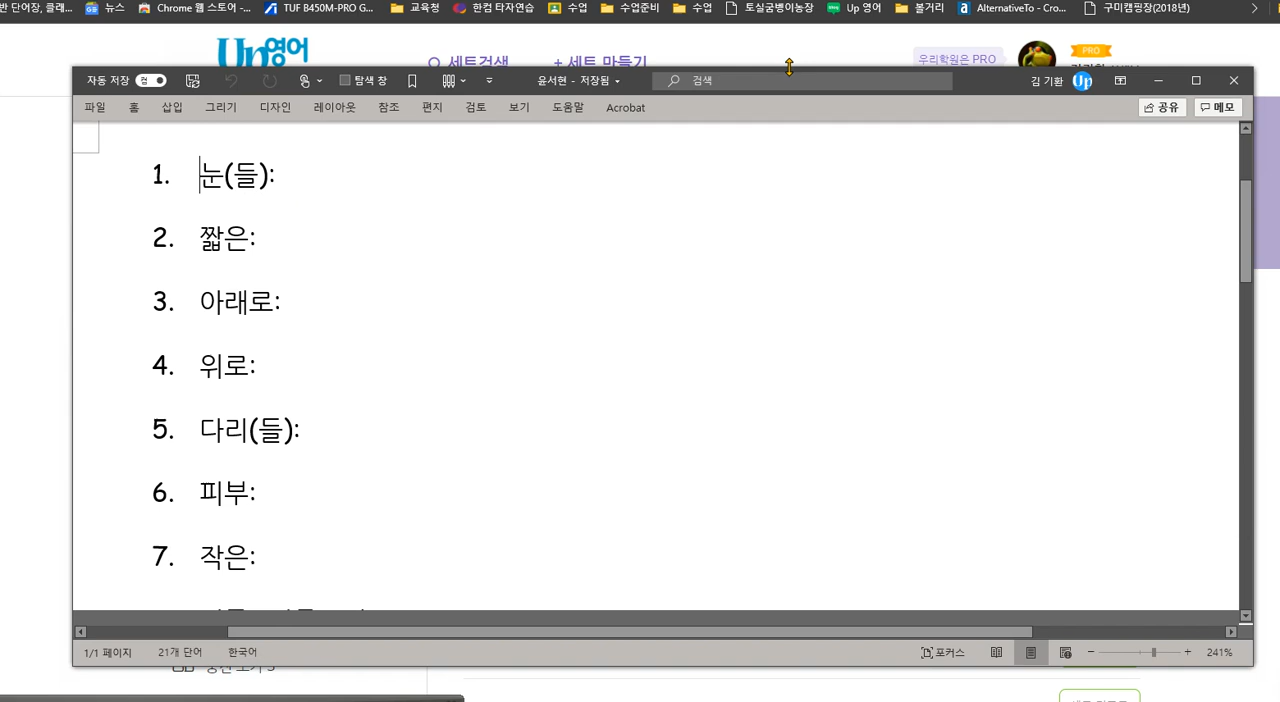 반 단어장, 클래... 뉴스 Chrome 웹 스토어 -... TUF B450M-PRO G... 교육청 한컴 타자연습 수업 수업준비 수업 토실굼벵이농장 Up 영어 볼거리 AlternativeTo - Cro... 구미캠핑장(2018년)
Up영어 세트검색 + 세트 만들기 우리학원은 PRO PRO
자동 저장 컴 탐색 창 윤서현 - 저장됨 검색 김 기환 Up
파일 홈 삽입 그리기 디자인 레이아웃 참조 편지 검토 보기 도움말 Acrobat 공유 메모
1. 눈(들):
2. 짧은:
3. 아래로:
4. 위로:
5. 다리(들):
6. 피부:
7. 작은:
1/1 페이지 21개 단어 한국어 포커스 241%